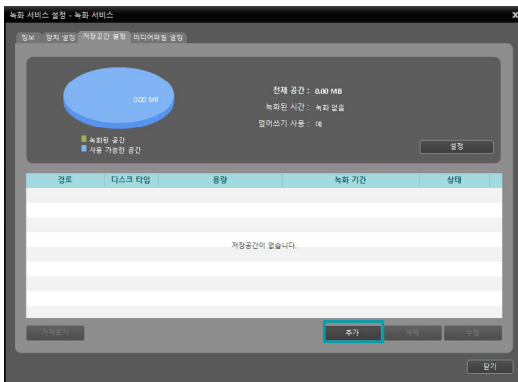 녹화 서비스 설정 - 녹화 서비스 x
정보 장치 설정 저장공간 설정 미디어파일 설정
0.00 MB
전체 공간 : 0.00 MB
녹화된 시간 : 녹화 없음
덮어쓰기 사용 : 예
녹화된 공간
사용 가능한 공간
설정
경로 디스크 타입 용량 녹화 기간 상태
저장공간이 없습니다.
가져오기 추가 삭제 수정
닫기